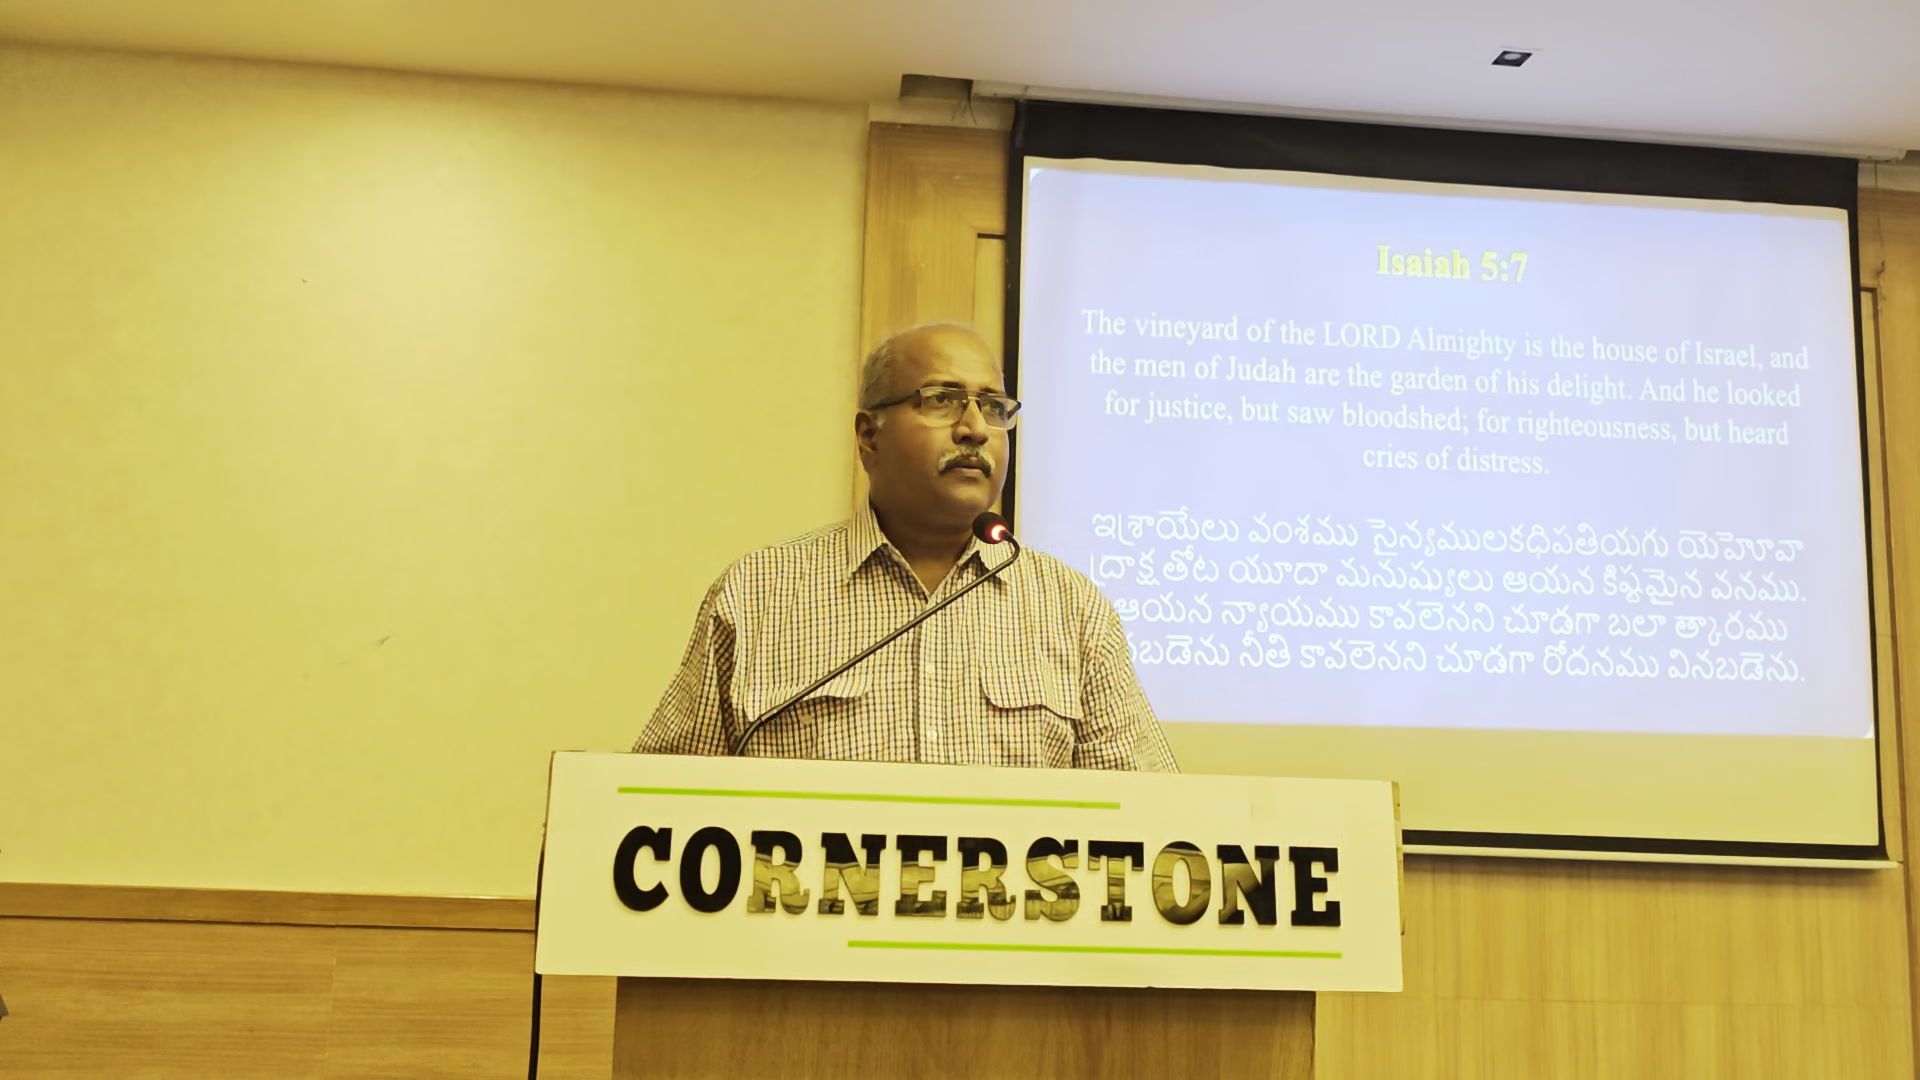 Isaiah 5:7
The vineyard of the LORD Almighty is the house of Israel, and
the men of Judah are the garden of his delight. And he looked
for justice, but saw bloodshed; for righteousness, but heard
cries of distress.
ఇశ్రాయేలు వంశము సైన్యములకధిపతియగు యెహోవా
ద్రాక్షతోట యూదా మనుష్యులు ఆయన కిష్టమైన వనము.
ఆయన న్యాయము కావలెనని చూడగా బలా త్కారము
నీతి కావలెనని చూడగా రోదనము వినబడెను.
CORNERSTONE